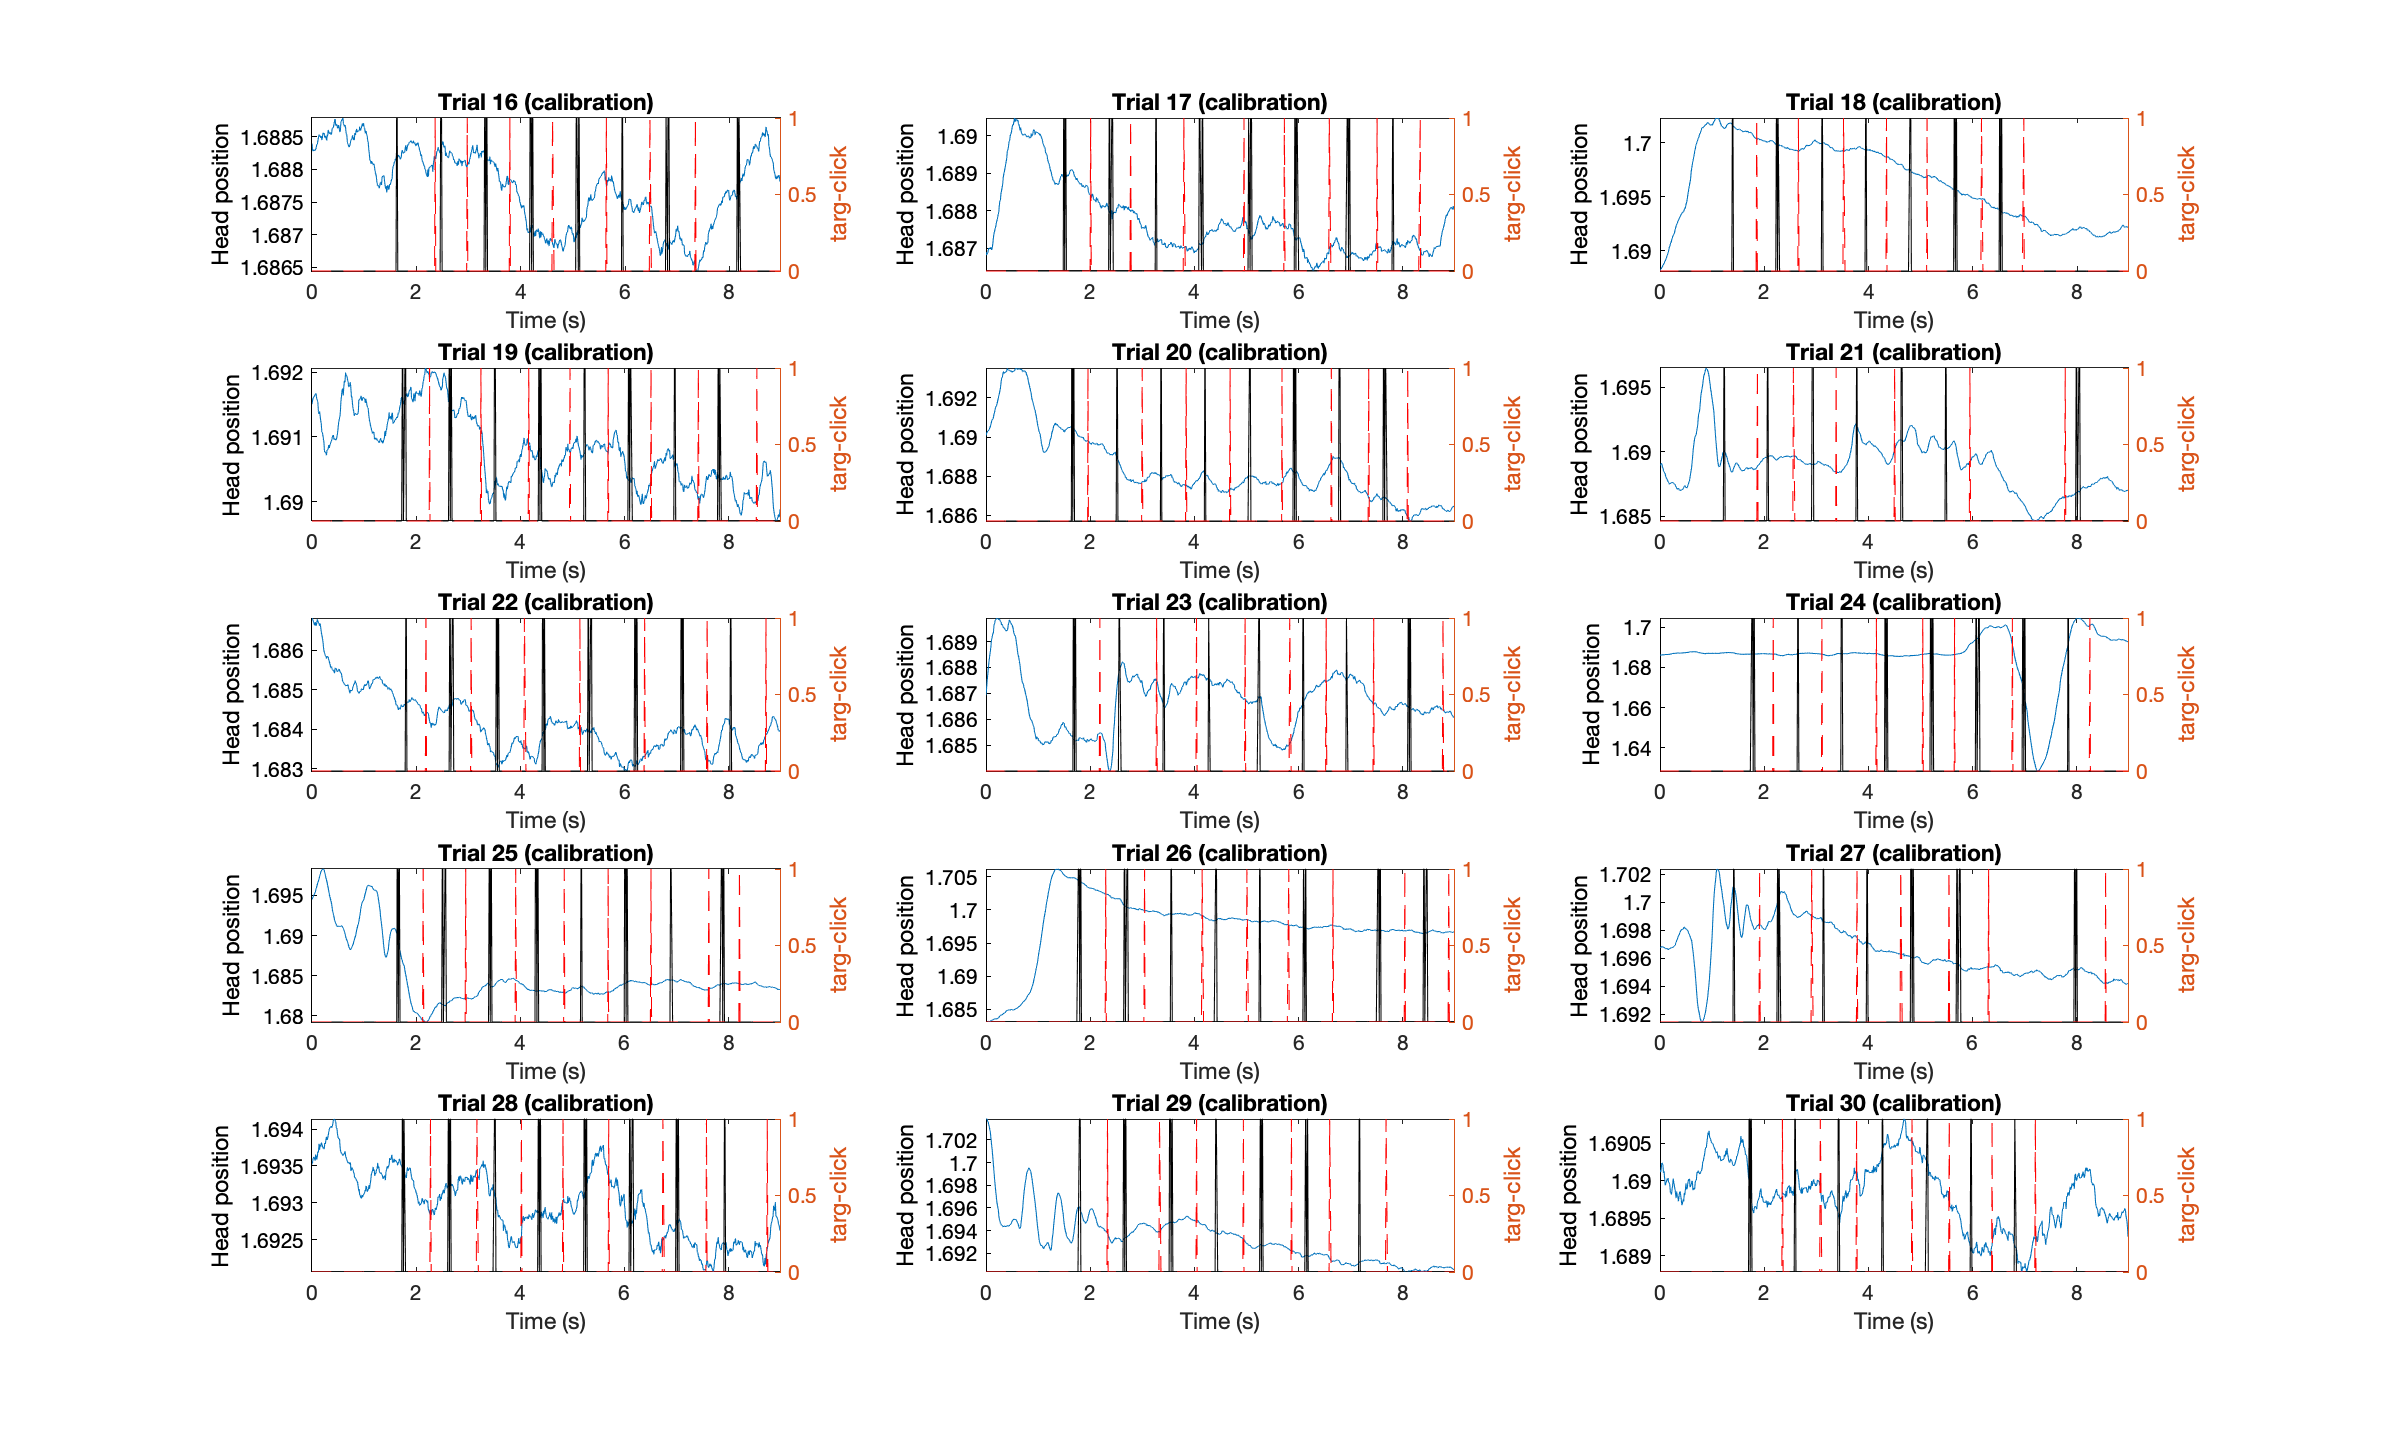 Trial 16 (calibration)
Head position
1.6885
1.688
1.6875
1.687
1.6865
1
0.5
0
targ-click
0 2 4 6 8
Time (s)
Trial 17 (calibration)
Head position
1.69
1.689
1.688
1.687
1
0.5
0
targ-click
0 2 4 6 8
Time (s)
Trial 18 (calibration)
Head position
1.7
1.695
1.69
1
0.5
0
targ-click
0 2 4 6 8
Time (s)
Trial 19 (calibration)
Head position
1.692
1.691
1.69
1
0.5
0
targ-click
0 2 4 6 8
Time (s)
Trial 20 (calibration)
Head position
1.692
1.69
1.688
1.686
1
0.5
0
targ-click
0 2 4 6 8
Time (s)
Trial 21 (calibration)
Head position
1.695
1.69
1.685
1
0.5
0
targ-click
0 2 4 6 8
Time (s)
Trial 22 (calibration)
Head position
1.686
1.685
1.684
1.683
1
0.5
0
targ-click
0 2 4 6 8
Time (s)
Trial 23 (calibration)
Head position
1.689
1.688
1.687
1.686
1.685
1
0.5
0
targ-click
0 2 4 6 8
Time (s)
Trial 24 (calibration)
Head position
1.7
1.68
1.66
1.64
1
0.5
0
targ-click
0 2 4 6 8
Time (s)
Trial 25 (calibration)
Head position
1.695
1.69
1.685
1.68
1
0.5
0
targ-click
0 2 4 6 8
Time (s)
Trial 26 (calibration)
Head position
1.705
1.7
1.695
1.69
1.685
1
0.5
0
targ-click
0 2 4 6 8
Time (s)
Trial 27 (calibration)
Head position
1.702
1.7
1.698
1.696
1.694
1.692
1
0.5
0
targ-click
0 2 4 6 8
Time (s)
Trial 28 (calibration)
Head position
1.694
1.6935
1.693
1.6925
1
0.5
0
targ-click
0 2 4 6 8
Time (s)
Trial 29 (calibration)
Head position
1.702
1.7
1.698
1.696
1.694
1.692
1
0.5
0
targ-click
0 2 4 6 8
Time (s)
Trial 30 (calibration)
Head position
1.6905
1.69
1.6895
1.689
1
0.5
0
targ-click
0 2 4 6 8
Time (s)